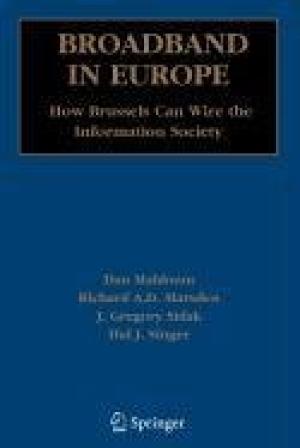 BROADBAND
IN EUROPE
How Brussels Can Wire the
Information Society
Dan Maldoom
Richard A.D. Marsden
J. Gregory Sidak
Hal J. Singer
Springer